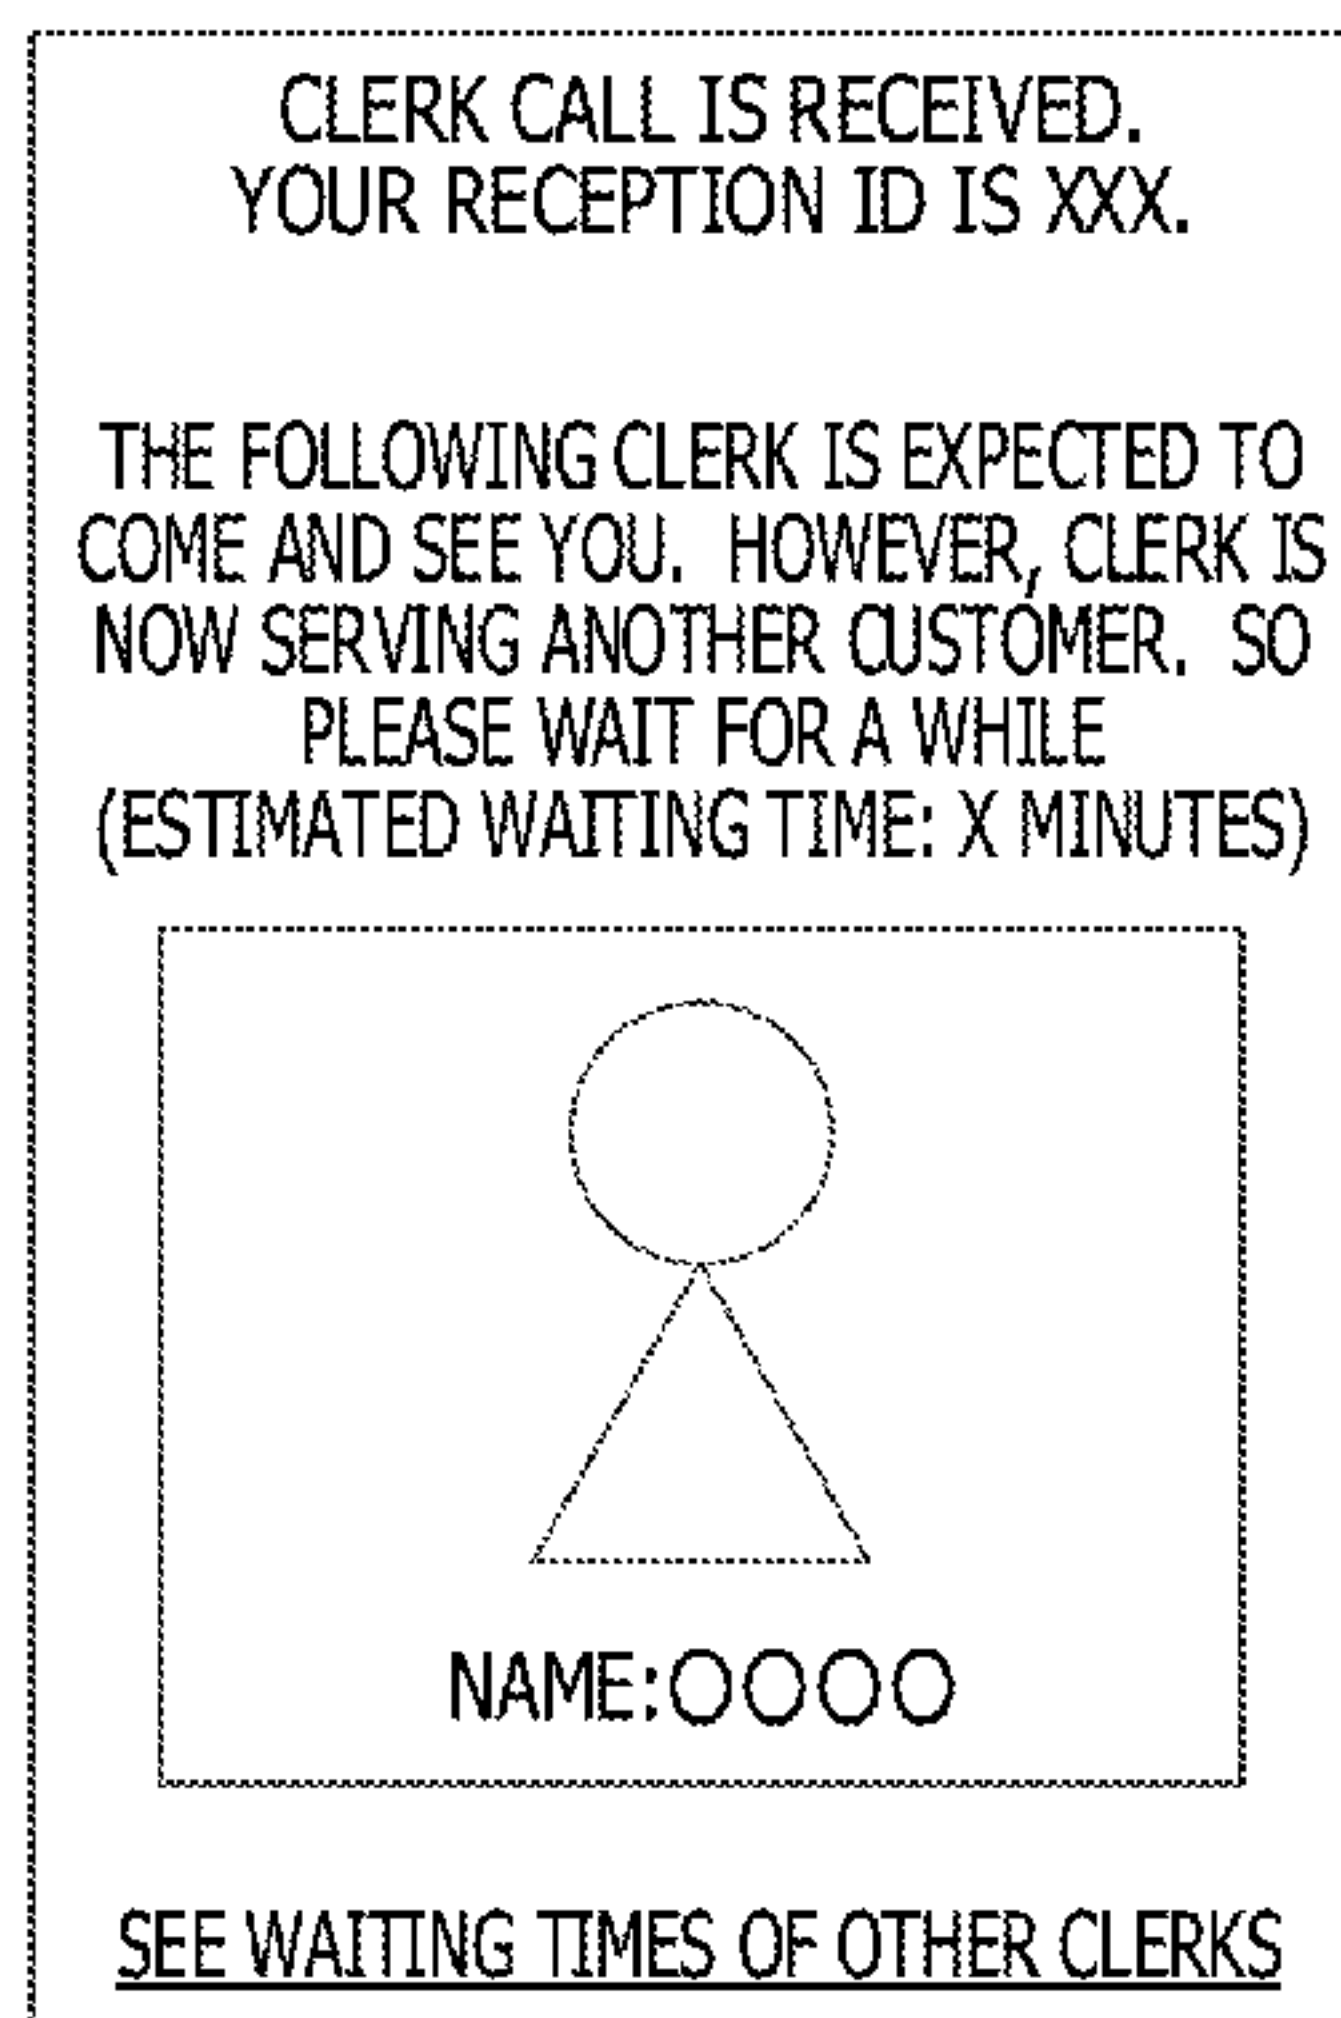 CLERK CALL IS RECEIVED.
YOUR RECEPTION ID IS XXX.
THE FOLLOWING CLERK IS EXPECTED TO
COME AND SEE YOU. HOWEVER, CLERK IS
NOW SERVING ANOTHER CUSTOMER. SO
PLEASE WAIT FOR A WHILE
(ESTIMATED WAITING TIME: X MINUTES)
NAME:○○○○
SEE WAITING TIMES OF OTHER CLERKS